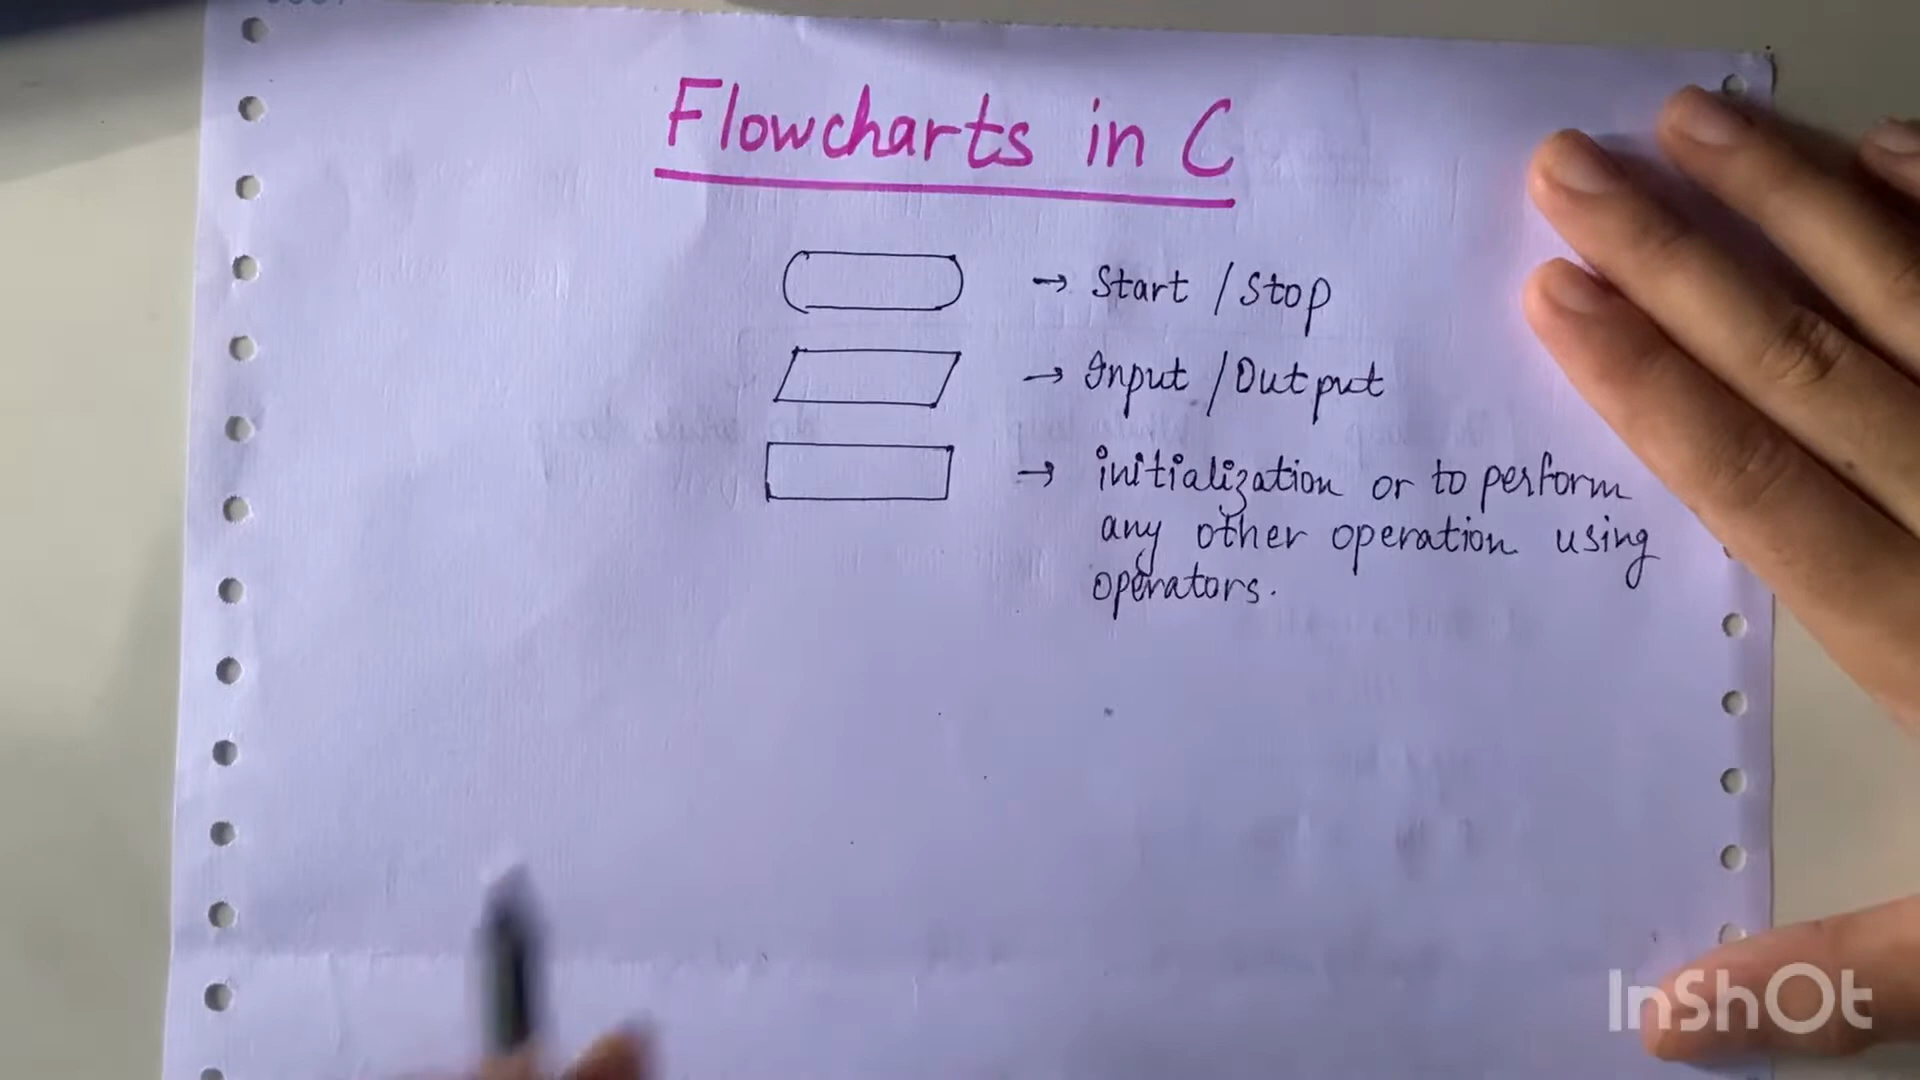 Flowcharts in C
→ Start / Stop
→ Input / Output
→ initialization or to perform
any other operation using
operators.
InShOt